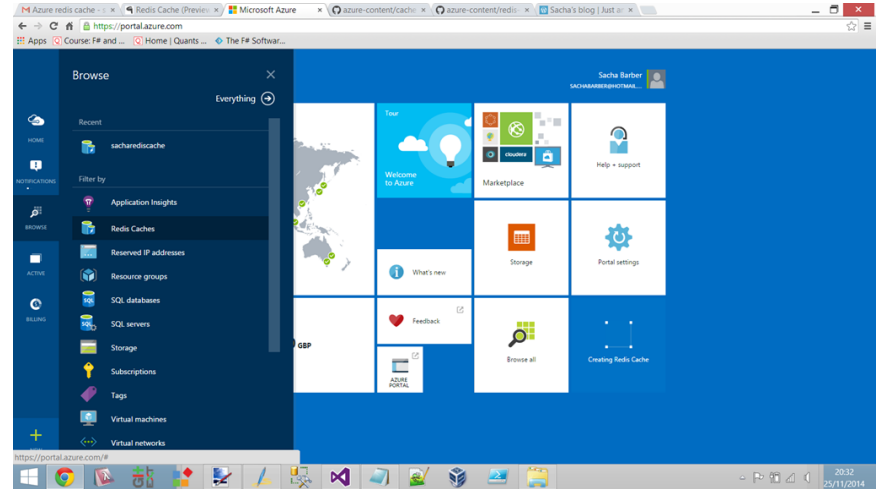 Azure redis cache - s
Redis Cache (Preview
Microsoft Azure
azure-content/cache
azure-content/redis-
Sacha's blog | Just ac
https://portal.azure.com
Apps
Course: F# and ...
Home | Quants ...
The F# Softwar...
Browse
Everything
Recent
sacharediscache
Filter by
Application Insights
Redis Caches
Reserved IP addresses
Resource groups
SQL databases
SQL servers
Storage
Subscriptions
Tags
Virtual machines
Virtual networks
HOME
NOTIFICATIONS
BROWSE
ACTIVE
BILLING
https://portal.azure.com/#
Sacha Barber
SACHABARBER@HOTMAIL....
Tour
Welcome
to Azure
cloudera
Marketplace
Help + support
What's new
Storage
Portal settings
GBP
Feedback
AZURE
PORTAL
Browse all
Creating Redis Cache
20:32
25/11/2014